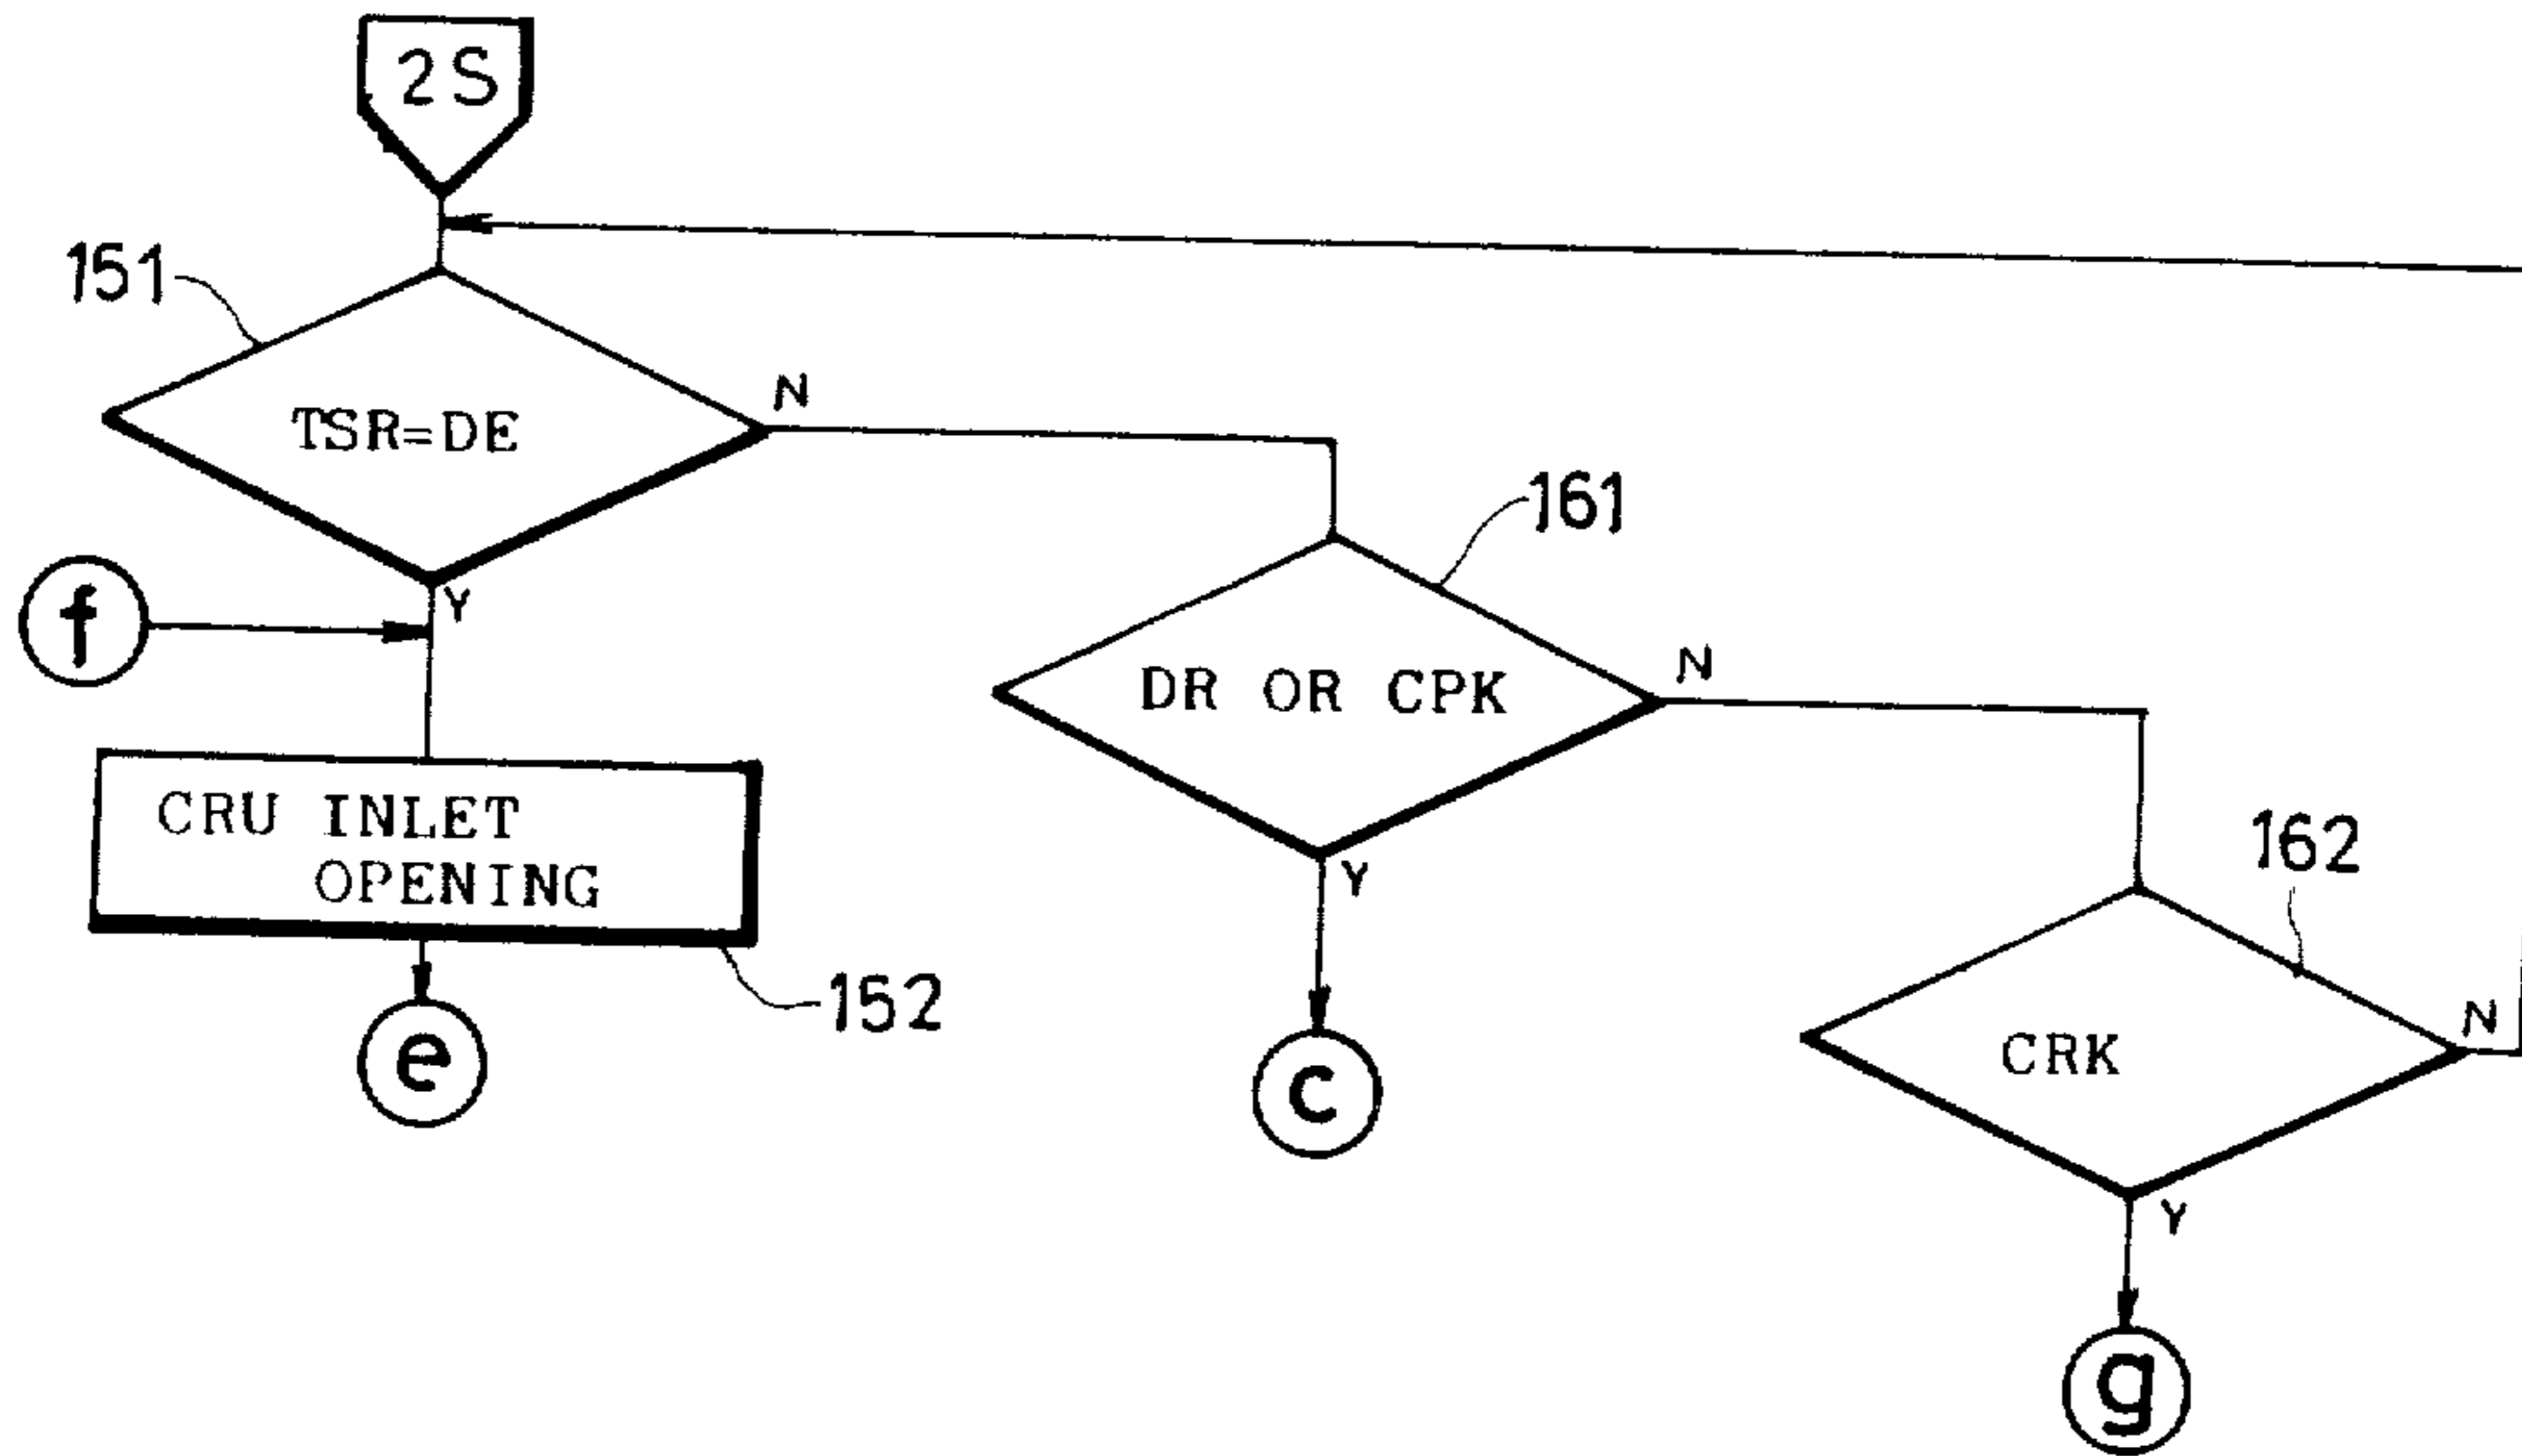 2S
151
TSR=DE
N
Y
f
161
DR OR CPK
N
Y
CRU INLET
OPENING
152
e
c
162
CRK
N
Y
g